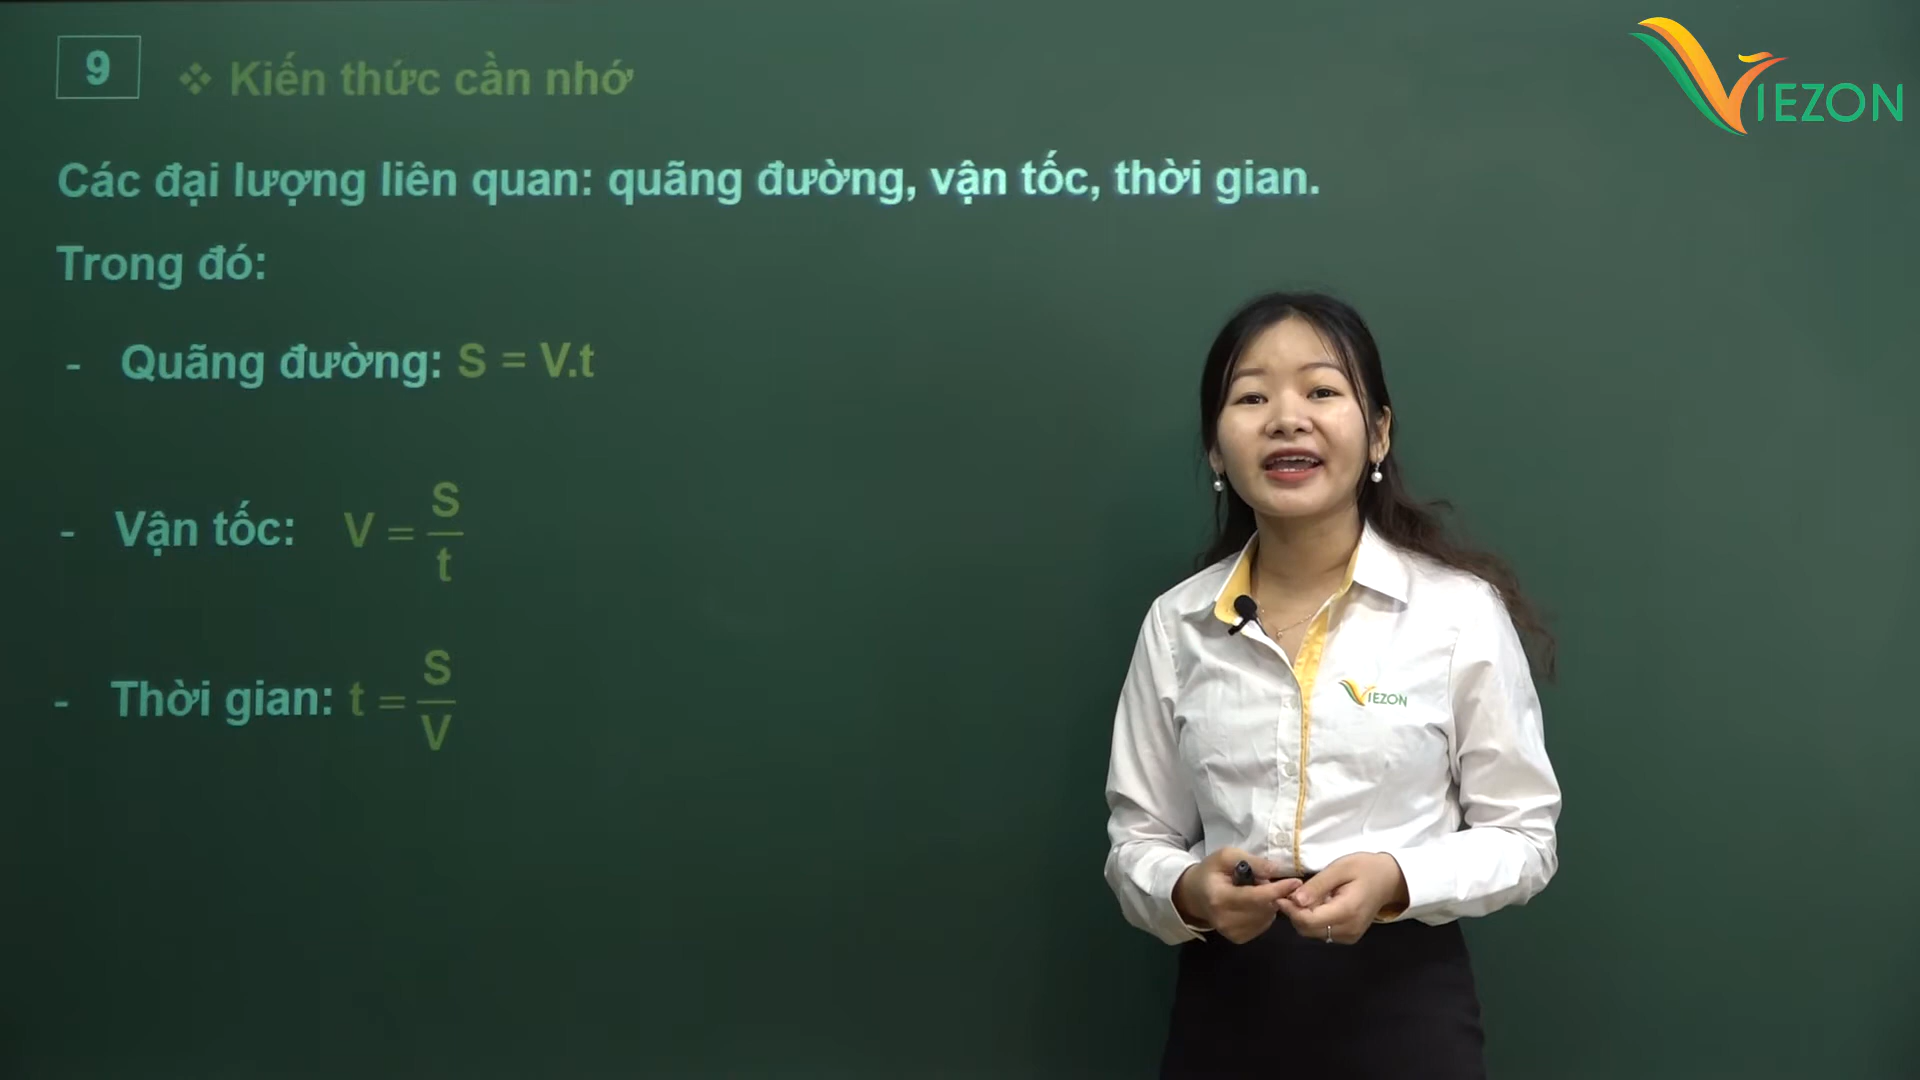 9
❖ Kiến thức cần nhớ
VIEZON
Các đại lượng liên quan: quãng đường, vận tốc, thời gian.
Trong đó:
- Quãng đường: S = V.t
- Vận tốc: V = S/t
- Thời gian: t = S/V
VIEZON